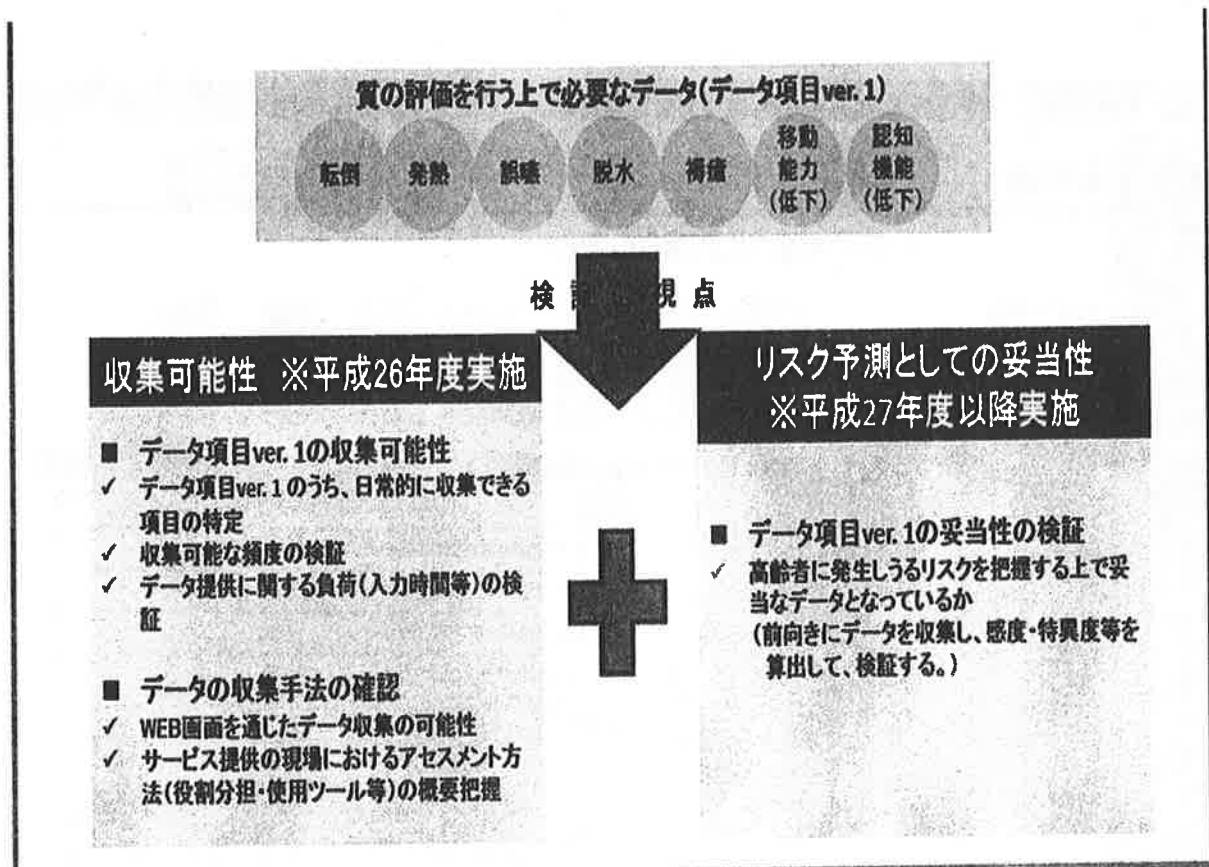 質の評価を行う上で必要なデータ(データ項目ver. 1)
転倒
発熱
誤嚥
脱水
褥瘡
移動
能力
(低下)
認知
機能
(低下)
検
視 点
収集可能性 ※平成26年度実施
■ データ項目ver. 1の収集可能性
✓ データ項目ver. 1 のうち、日常的に収集できる
項目の特定
✓ 収集可能な頻度の検証
✓ データ提供に関する負荷(入力時間等)の検
証
■ データの収集手法の確認
✓ WEB画面を通じたデータ収集の可能性
✓ サービス提供の現場におけるアセスメント方
法(役割分担・使用ツール等)の概要把握
リスク予測としての妥当性
※平成27年度以降実施
■ データ項目ver. 1の妥当性の検証
✓ 高齢者に発生しうるリスクを把握する上で妥
当なデータとなっているか
(前向きにデータを収集し、感度・特異度等を
算出して、検証する。)